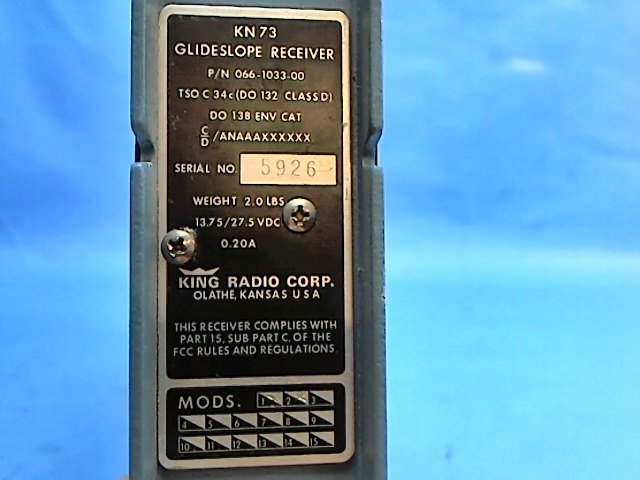 KN 73
GLIDESLOPE RECEIVER
P/N 066-1033-00
TSO C 34c (DO 132 CLASS D)
DO 138 ENV CAT
C/D /ANAAAXXXXXX
SERIAL NO. 5926
WEIGHT 2.0 LBS
13.75/27.5 VDC
0.20A
KING RADIO CORP.
OLATHE, KANSAS U S A
THIS RECEIVER COMPLIES WITH
PART 15, SUB PART C, OF THE
FCC RULES AND REGULATIONS.
MODS. 1 2 3
4 5 6 7 8 9
10 11 12 13 14 15